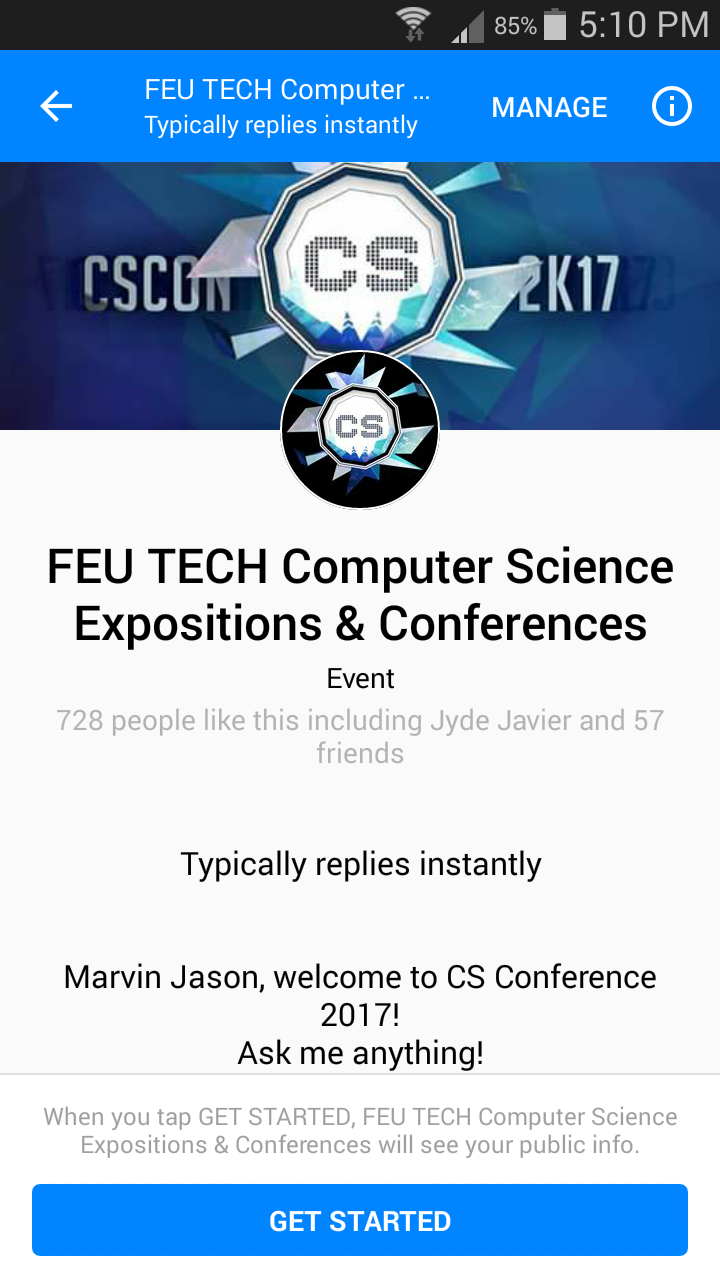 85% 5:10 PM
FEU TECH Computer ...
Typically replies instantly
MANAGE
CSCON CS 2K17
CS
FEU TECH Computer Science
Expositions & Conferences
Event
728 people like this including Jyde Javier and 57
friends
Typically replies instantly
Marvin Jason, welcome to CS Conference
2017!
Ask me anything!
When you tap GET STARTED, FEU TECH Computer Science
Expositions & Conferences will see your public info.
GET STARTED